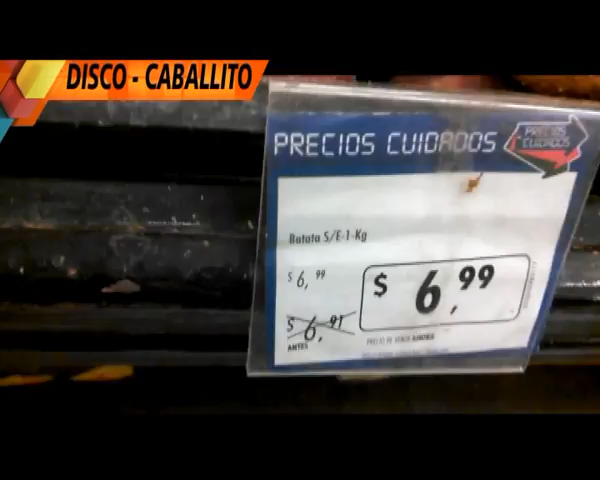 DISCO - CABALLITO
PRECIOS CUIDADOS
PRECIOS
CUIDADOS
Batata S/E-1-Kg
$ 6,99
$ 6,99
$ 6,91
ANTES
PRECIO DE VENTA AHORA